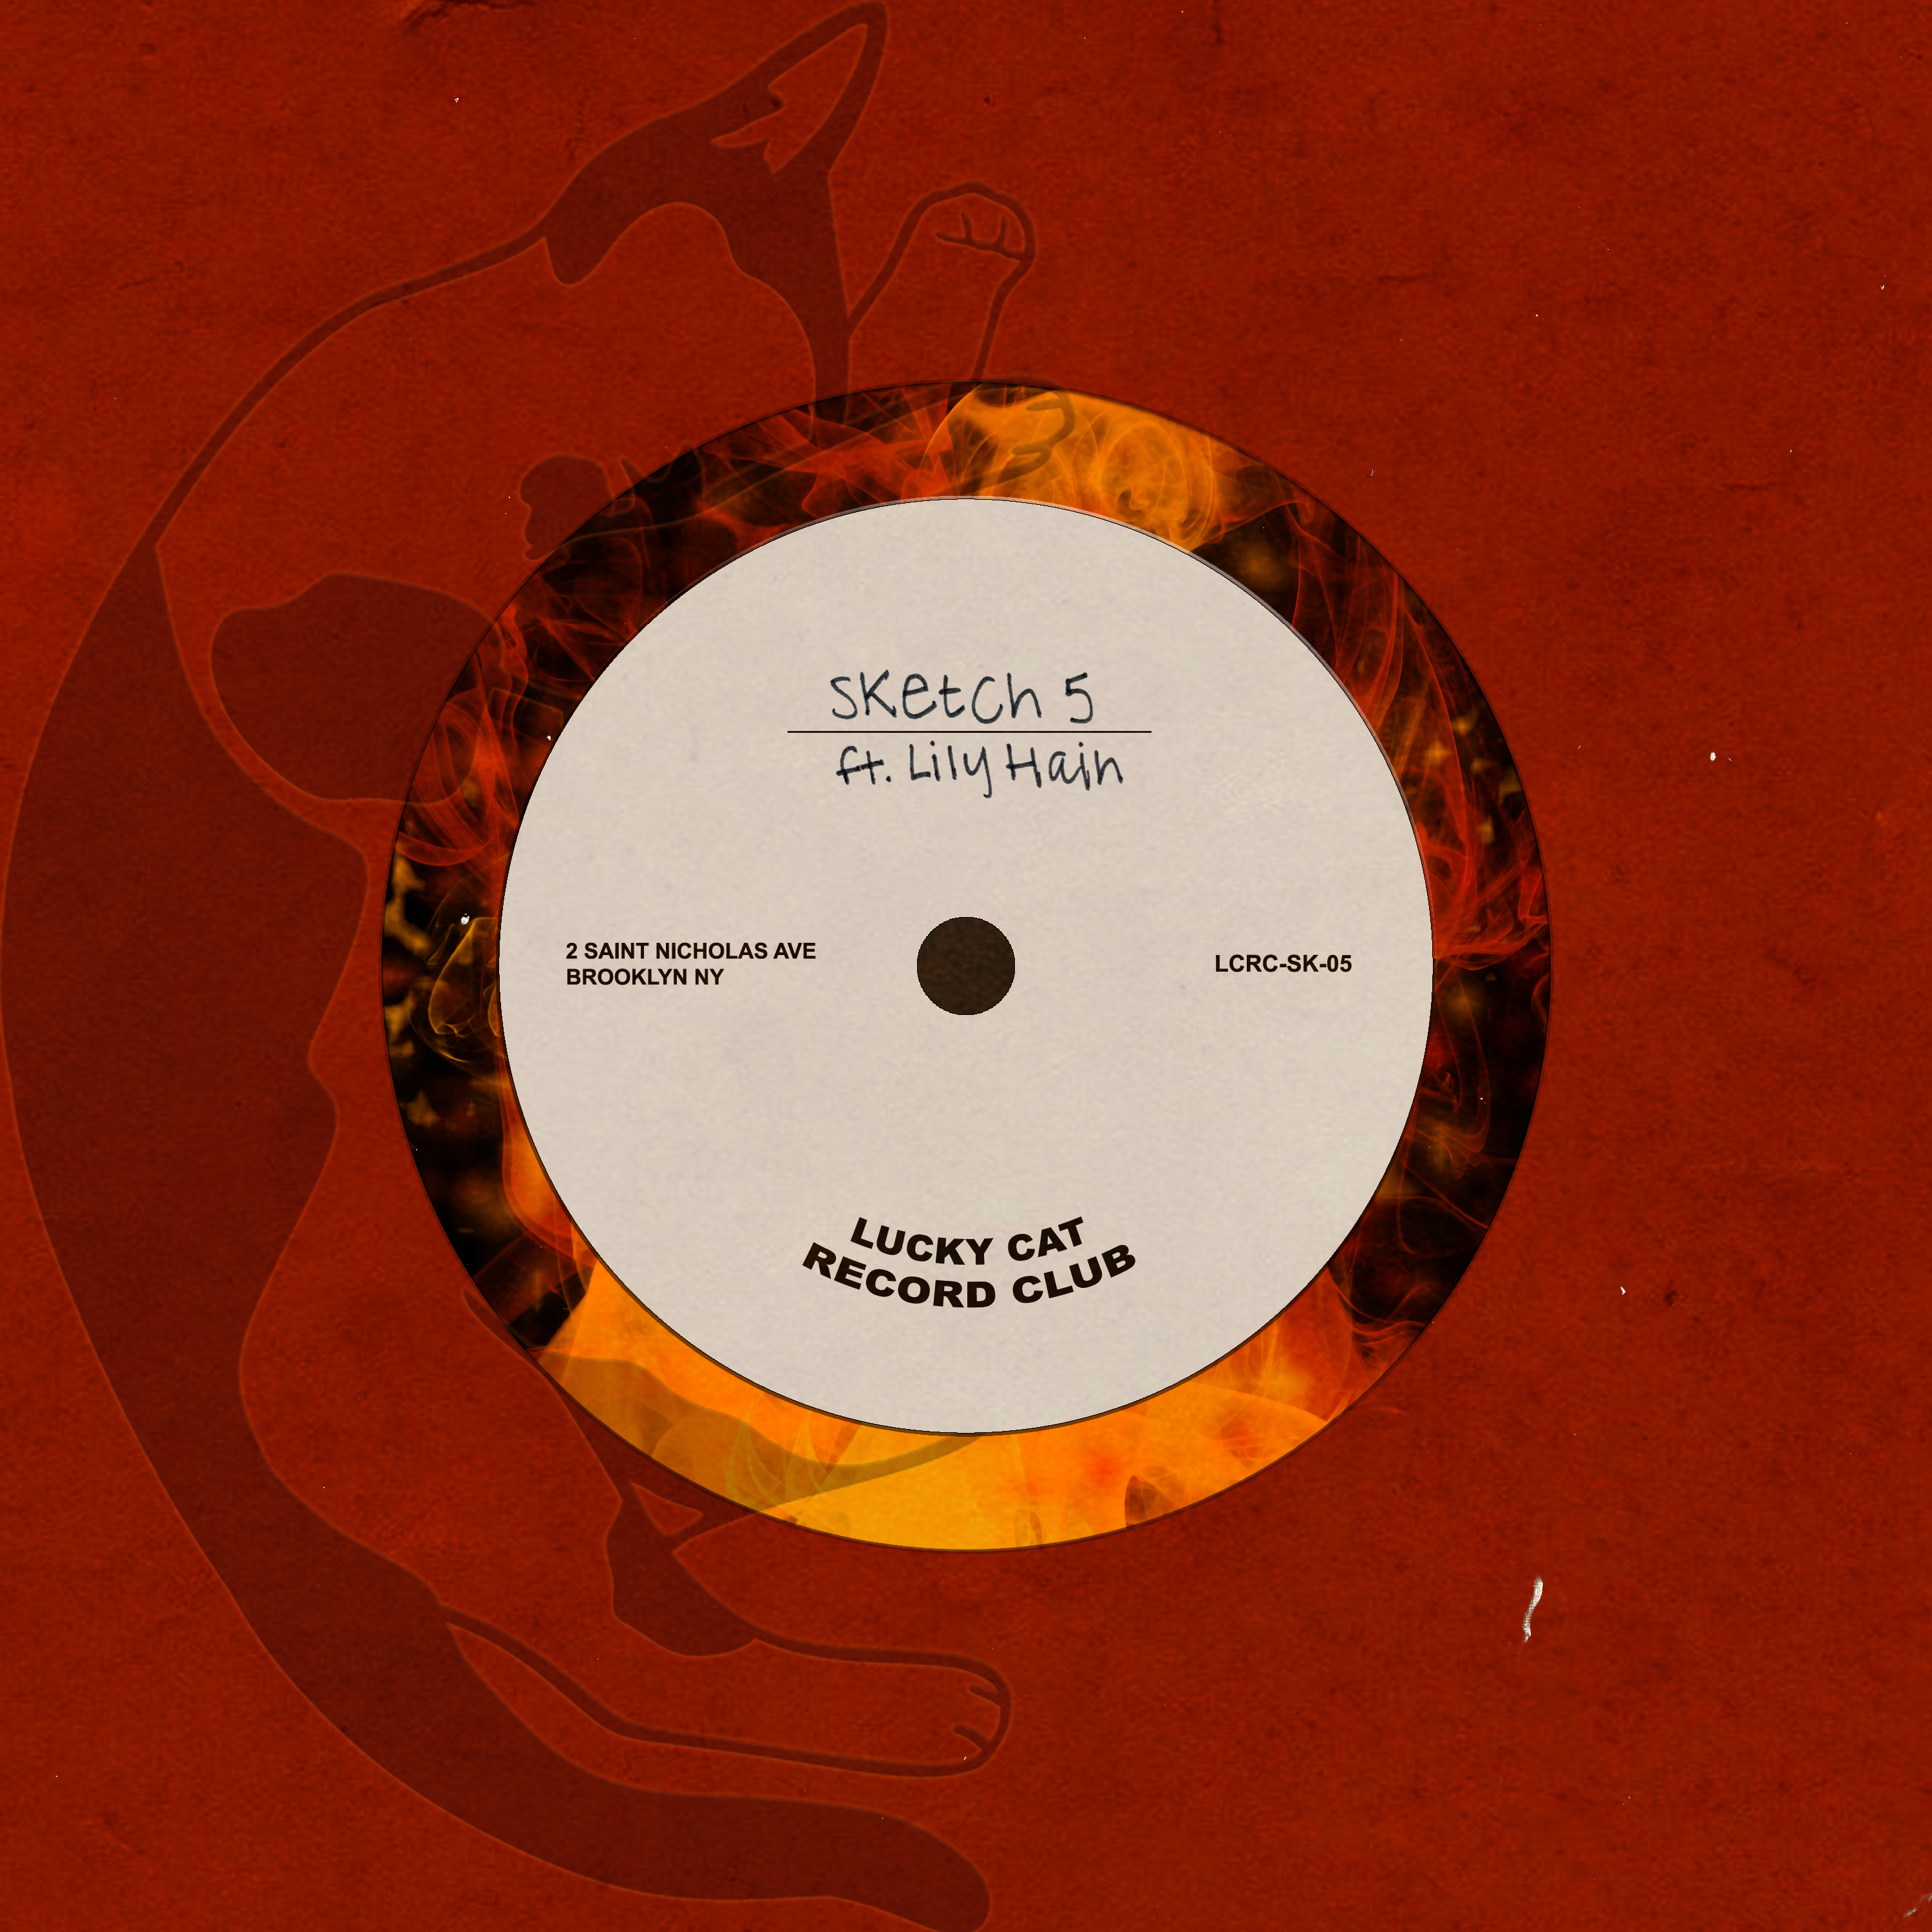 SKetCh 5
ft. Lily Hain
2 SAINT NICHOLAS AVE
BROOKLYN NY
LCRC-SK-05
LUCKY CAT
RECORD CLUB